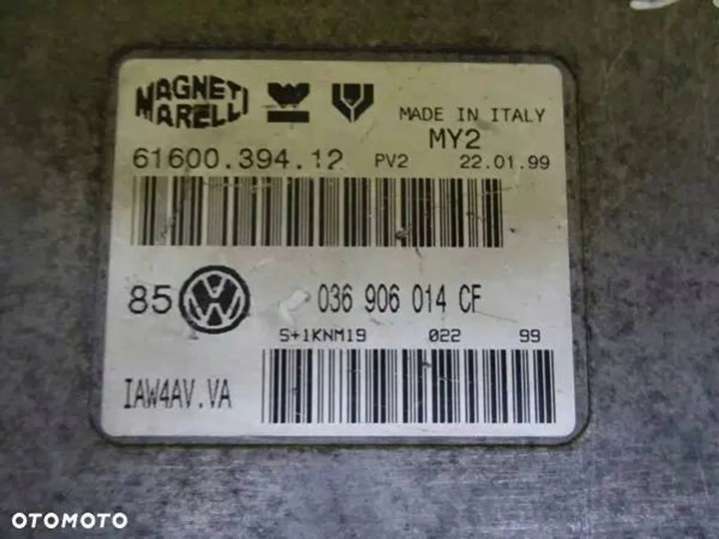 MAGNETI
MARELLI
MADE IN ITALY
MY2
61600.394.12 PV2 22.01.99
85 VW 036 906 014 CF
S+1KNM19 022 99
IAW4AV.VA
OTOMOTO